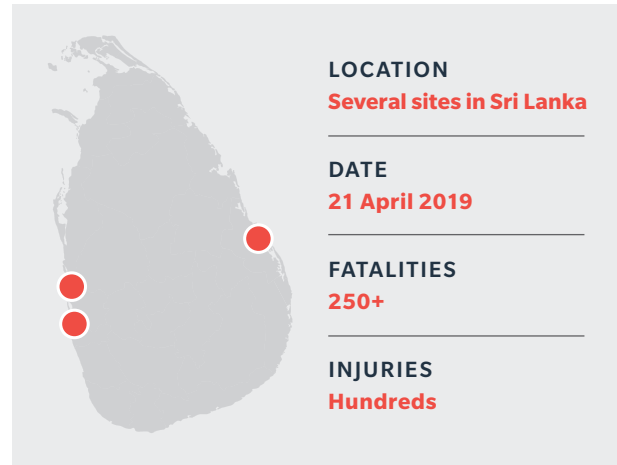 LOCATION
Several sites in Sri Lanka
DATE
21 April 2019
FATALITIES
250+
INJURIES
Hundreds